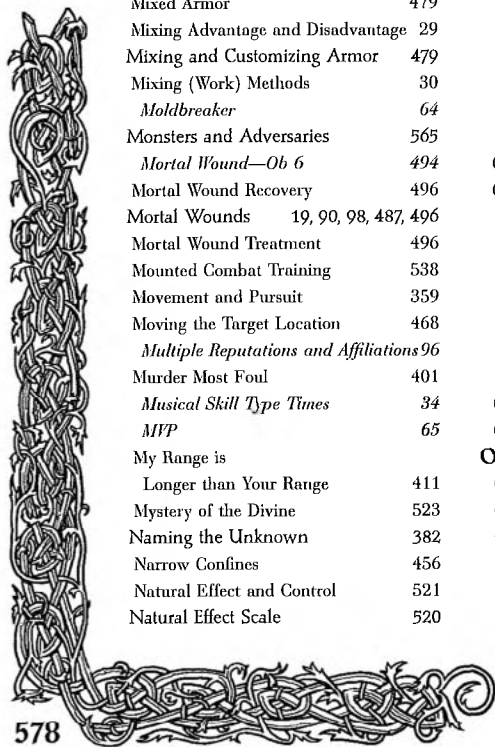 Mixed Armor 479
Mixing Advantage and Disadvantage 29
Mixing and Customizing Armor 479
Mixing (Work) Methods 30
Moldbreaker 64
Monsters and Adversaries 565
Mortal Wound—Ob 6 494
Mortal Wound Recovery 496
Mortal Wounds 19, 90, 98, 487, 496
Mortal Wound Treatment 496
Mounted Combat Training 538
Movement and Pursuit 359
Moving the Target Location 468
Multiple Reputations and Affiliations 96
Murder Most Foul 401
Musical Skill Type Times 34
MVP 65
My Range is
Longer than Your Range 411
Mystery of the Divine 523
Naming the Unknown 382
Narrow Confines 456
Natural Effect and Control 521
Natural Effect Scale 520
578